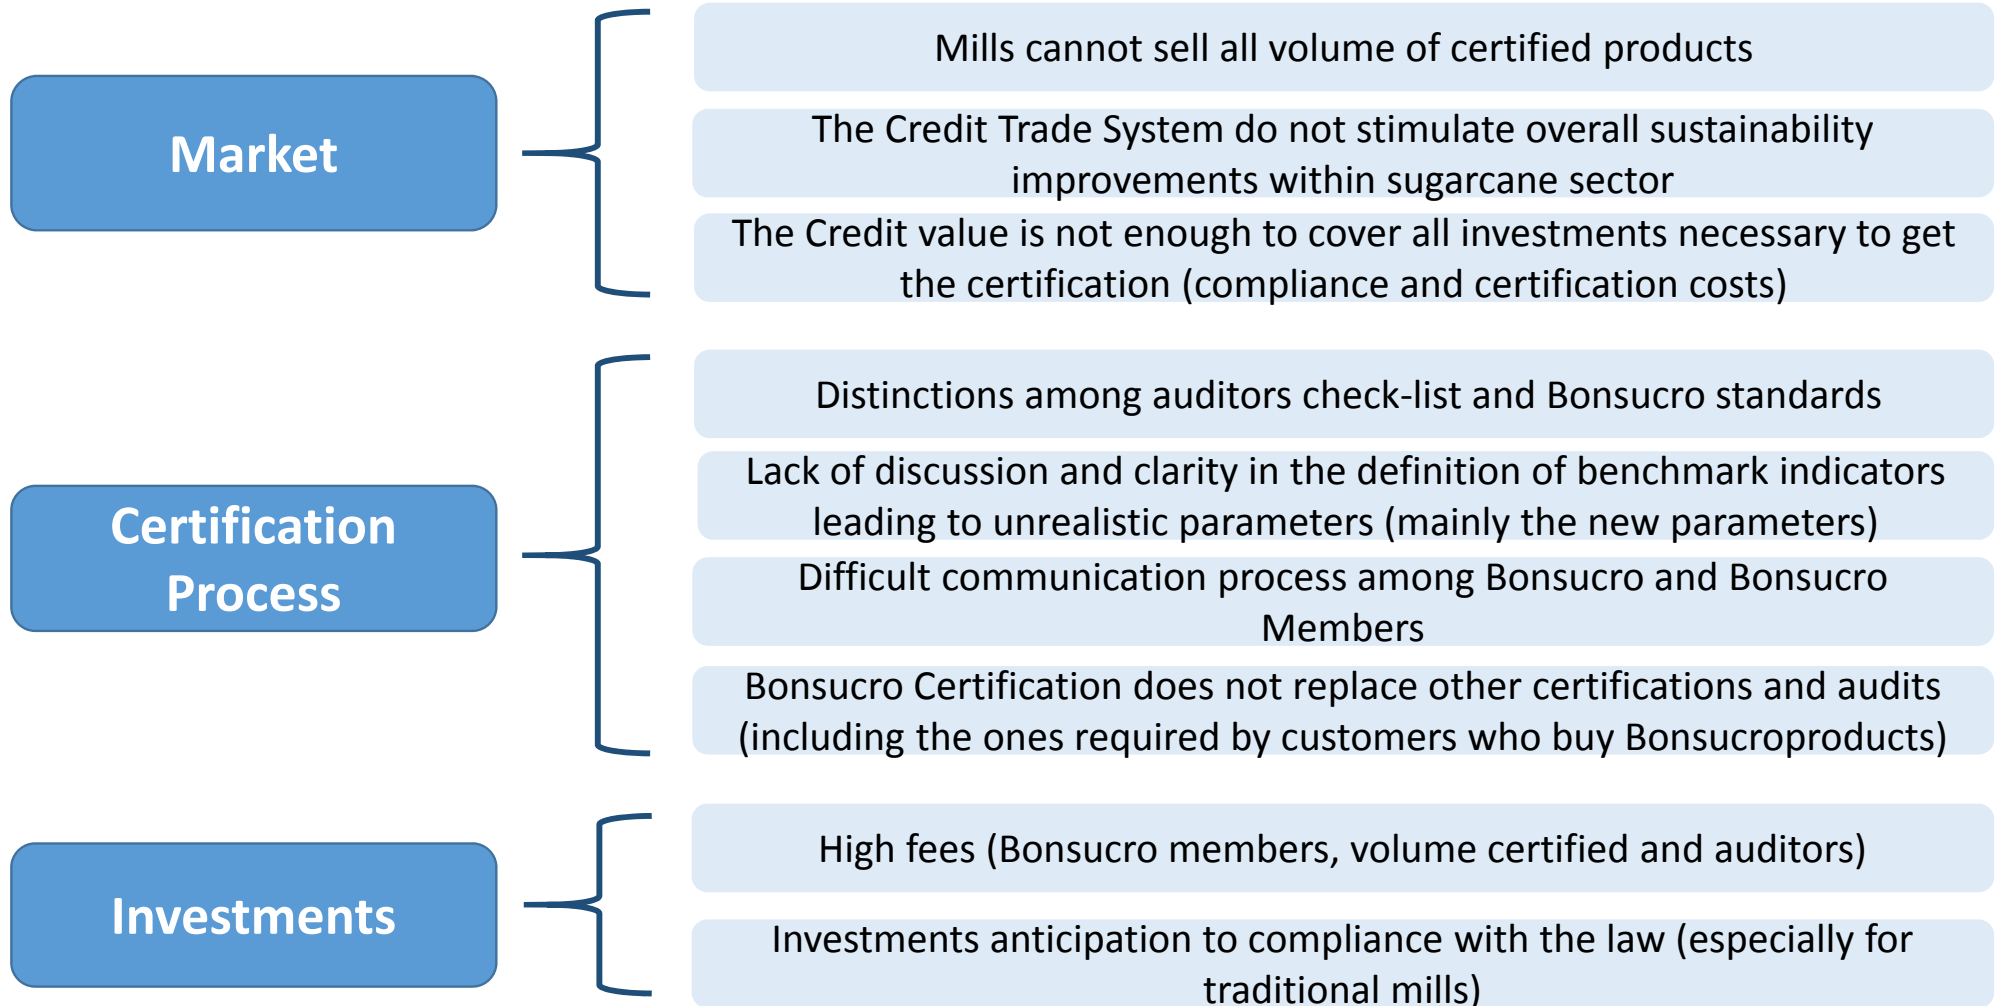 Market
Mills cannot sell all volume of certified products
The Credit Trade System do not stimulate overall sustainability
improvements within sugarcane sector
The Credit value is not enough to cover all investments necessary to get
the certification (compliance and certification costs)
Certification
Process
Distinctions among auditors check-list and Bonsucro standards
Lack of discussion and clarity in the definition of benchmark indicators
leading to unrealistic parameters (mainly the new parameters)
Difficult communication process among Bonsucro and Bonsucro
Members
Bonsucro Certification does not replace other certifications and audits
(including the ones required by customers who buy Bonsucroproducts)
Investments
High fees (Bonsucro members, volume certified and auditors)
Investments anticipation to compliance with the law (especially for
traditional mills)